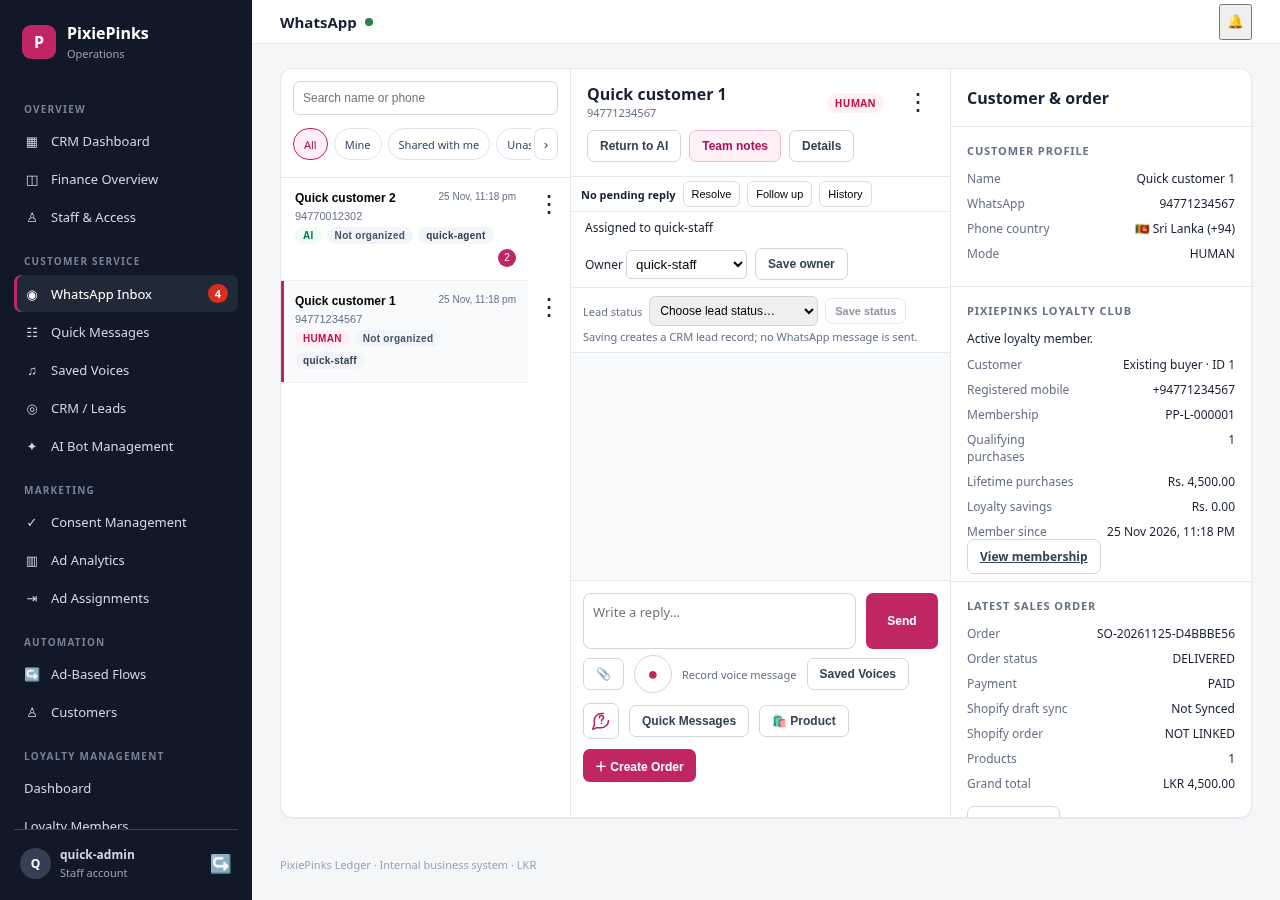 P
PixiePinks
Operations
OVERVIEW
CRM Dashboard
Finance Overview
Staff & Access
CUSTOMER SERVICE
WhatsApp Inbox
4
Quick Messages
Saved Voices
CRM / Leads
AI Bot Management
MARKETING
Consent Management
Ad Analytics
Ad Assignments
AUTOMATION
Ad-Based Flows
Customers
LOYALTY MANAGEMENT
Dashboard
Loyalty Members
Q
quick-admin
Staff account
WhatsApp
Search name or phone
All
Mine
Shared with me
Unas
›
Quick customer 2
25 Nov, 11:18 pm
94770012302
AI
Not organized
quick-agent
2
Quick customer 1
25 Nov, 11:18 pm
94771234567
HUMAN
Not organized
quick-staff
Quick customer 1
94771234567
HUMAN
Return to AI
Team notes
Details
No pending reply
Resolve
Follow up
History
Assigned to quick-staff
Owner
quick-staff
Save owner
Lead status
Choose lead status…
Save status
Saving creates a CRM lead record; no WhatsApp message is sent.
Write a reply…
Send
Record voice message
Saved Voices
Quick Messages
Product
+ Create Order
Customer & order
CUSTOMER PROFILE
Name Quick customer 1
WhatsApp 94771234567
Phone country Sri Lanka (+94)
Mode HUMAN
PIXIEPINKS LOYALTY CLUB
Active loyalty member.
Customer Existing buyer · ID 1
Registered mobile +94771234567
Membership PP-L-000001
Qualifying purchases 1
Lifetime purchases Rs. 4,500.00
Loyalty savings Rs. 0.00
Member since 25 Nov 2026, 11:18 PM
View membership
LATEST SALES ORDER
Order SO-20261125-D4BBBE56
Order status DELIVERED
Payment PAID
Shopify draft sync Not Synced
Shopify order NOT LINKED
Products 1
Grand total LKR 4,500.00
PixiePinks Ledger · Internal business system · LKR